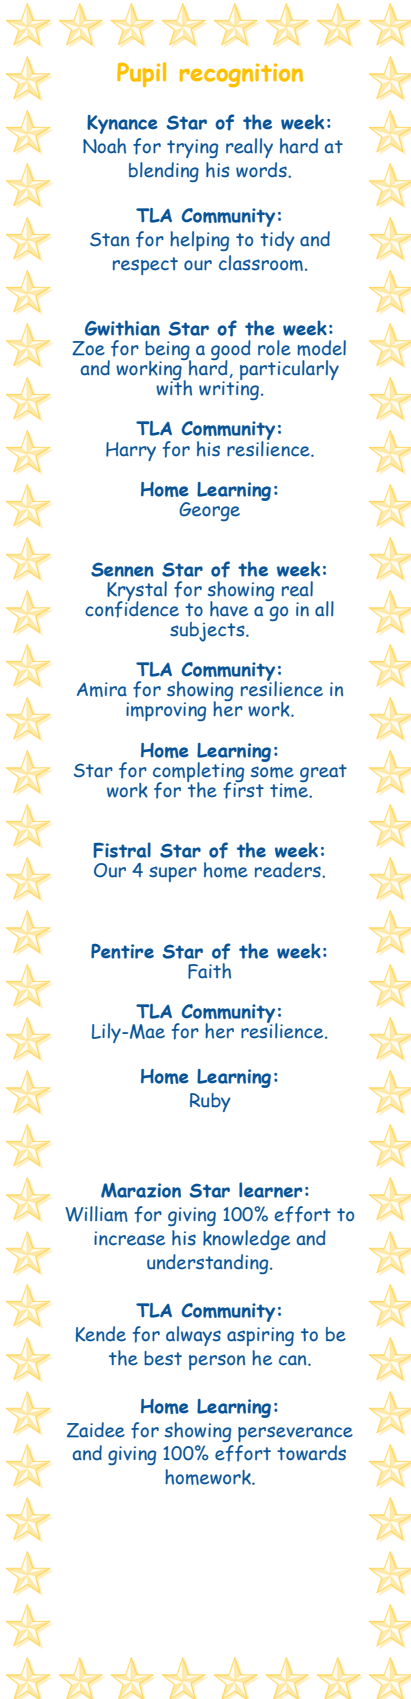 Pupil recognition
Kynance Star of the week:
Noah for trying really hard at
blending his words.
TLA Community:
Stan for helping to tidy and
respect our classroom.
Gwithian Star of the week:
Zoe for being a good role model
and working hard, particularly
with writing.
TLA Community:
Harry for his resilience.
Home Learning:
George
Sennen Star of the week:
Krystal for showing real
confidence to have a go in all
subjects.
TLA Community:
Amira for showing resilience in
improving her work.
Home Learning:
Star for completing some great
work for the first time.
Fistral Star of the week:
Our 4 super home readers.
Pentire Star of the week:
Faith
TLA Community:
Lily-Mae for her resilience.
Home Learning:
Ruby
Marazion Star learner:
William for giving 100% effort to
increase his knowledge and
understanding.
TLA Community:
Kende for always aspiring to be
the best person he can.
Home Learning:
Zaidee for showing perseverance
and giving 100% effort towards
homework.